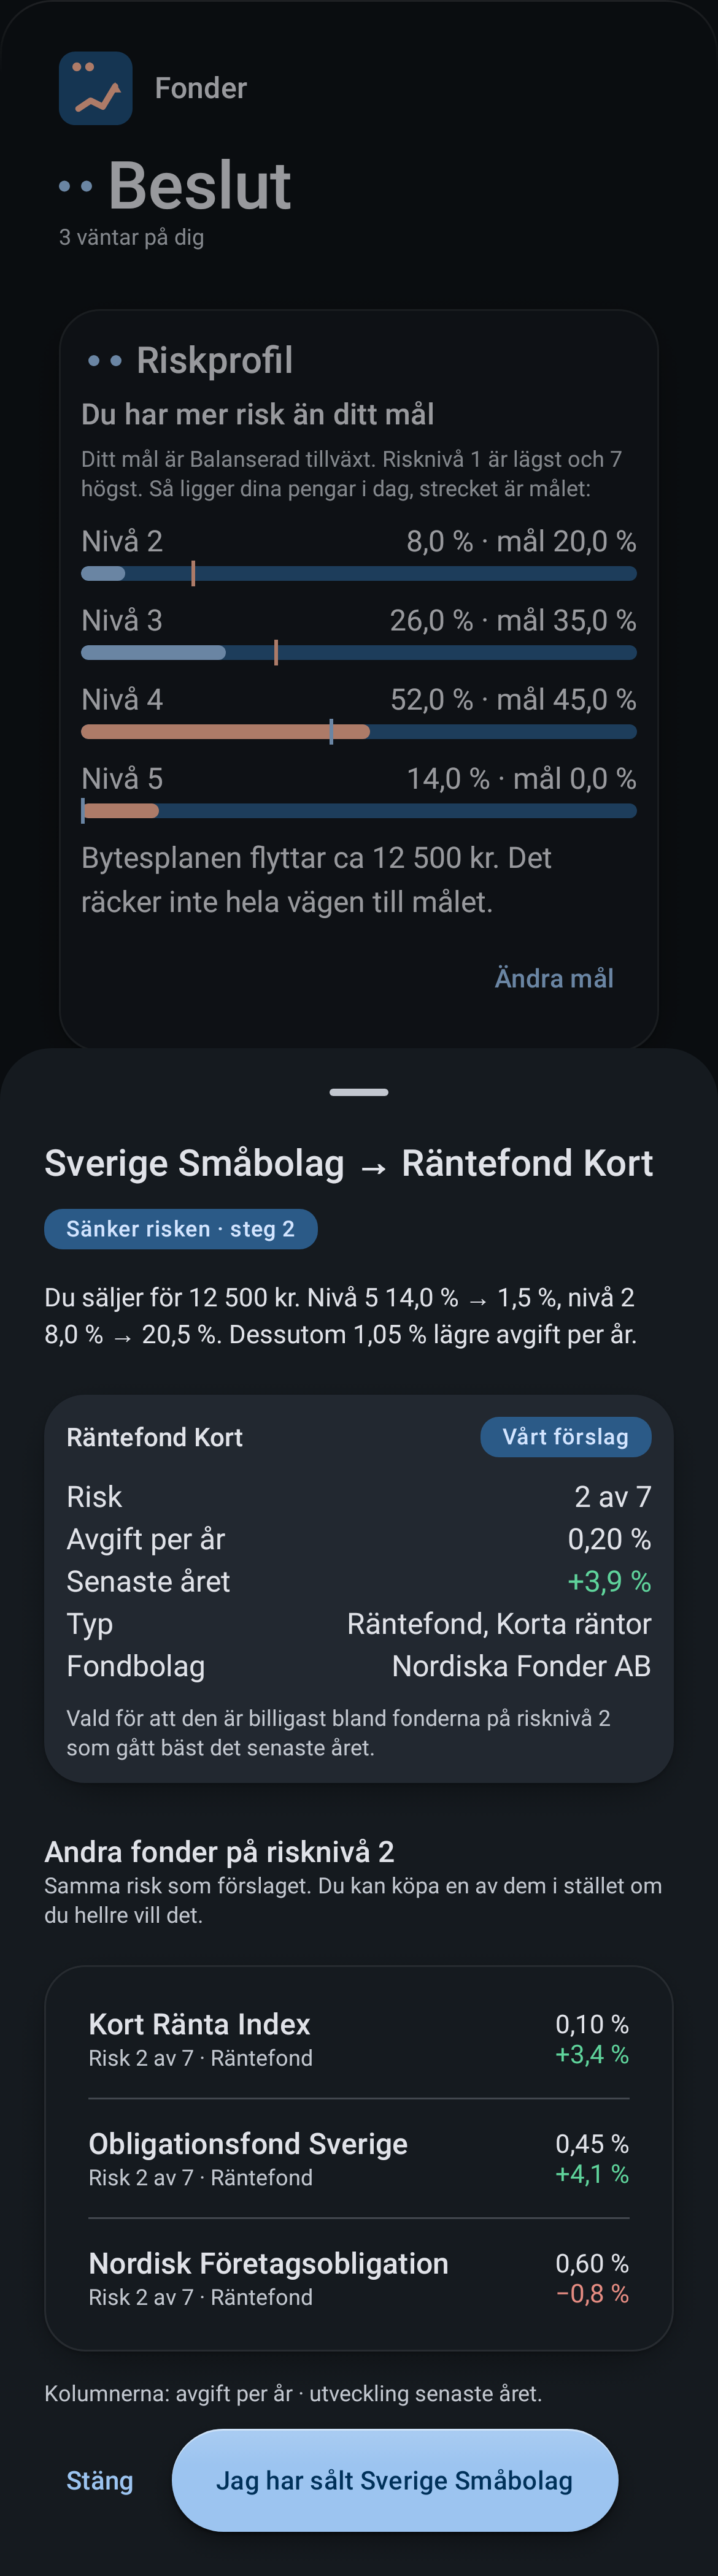 Fonder
Beslut
3 väntar på dig
Riskprofil
Du har mer risk än ditt mål
Ditt mål är Balanserad tillväxt. Risknivå 1 är lägst och 7
högst. Så ligger dina pengar i dag, strecket är målet:
Nivå 2 8,0 % · mål 20,0 %
Nivå 3 26,0 % · mål 35,0 %
Nivå 4 52,0 % · mål 45,0 %
Nivå 5 14,0 % · mål 0,0 %
Bytesplanen flyttar ca 12 500 kr. Det
räcker inte hela vägen till målet.
Ändra mål
Sverige Småbolag → Räntefond Kort
Sänker risken · steg 2
Du säljer för 12 500 kr. Nivå 5 14,0 % → 1,5 %, nivå 2
8,0 % → 20,5 %. Dessutom 1,05 % lägre avgift per år.
Räntefond Kort Vårt förslag
Risk 2 av 7
Avgift per år 0,20 %
Senaste året +3,9 %
Typ Räntefond, Korta räntor
Fondbolag Nordiska Fonder AB
Vald för att den är billigast bland fonderna på risknivå 2
som gått bäst det senaste året.
Andra fonder på risknivå 2
Samma risk som förslaget. Du kan köpa en av dem i stället om
du hellre vill det.
Kort Ränta Index 0,10 %
Risk 2 av 7 · Räntefond +3,4 %
Obligationsfond Sverige 0,45 %
Risk 2 av 7 · Räntefond +4,1 %
Nordisk Företagsobligation 0,60 %
Risk 2 av 7 · Räntefond −0,8 %
Kolumnerna: avgift per år · utveckling senaste året.
Stäng Jag har sålt Sverige Småbolag